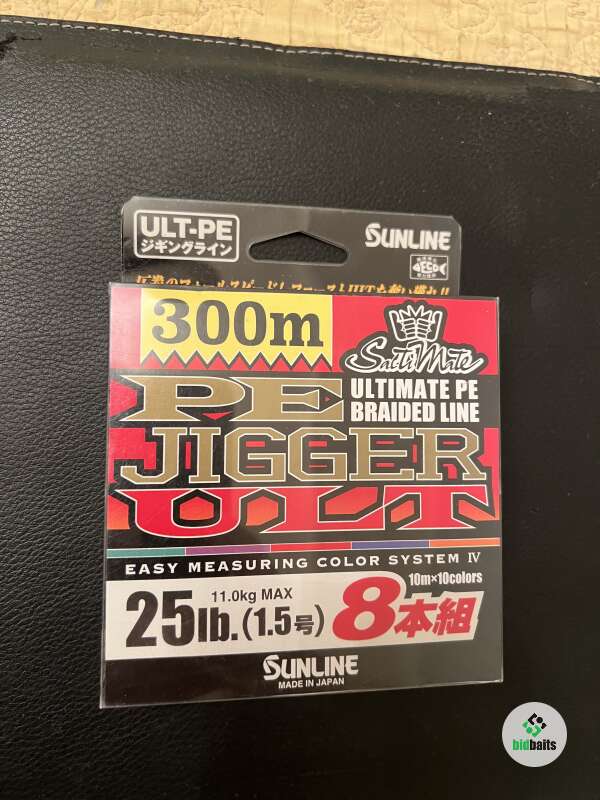 ULT-PE
ジギングライン
SUNLINE
300m
Salti Mate
PE
ULTIMATE PE
BRAIDED LINE
JIGGER
ULT
EASY MEASURING COLOR SYSTEM IV
10m×10colors
11.0kg MAX
25lb.(1.5号)
8本組
SUNLINE
MADE IN JAPAN
bidbaits